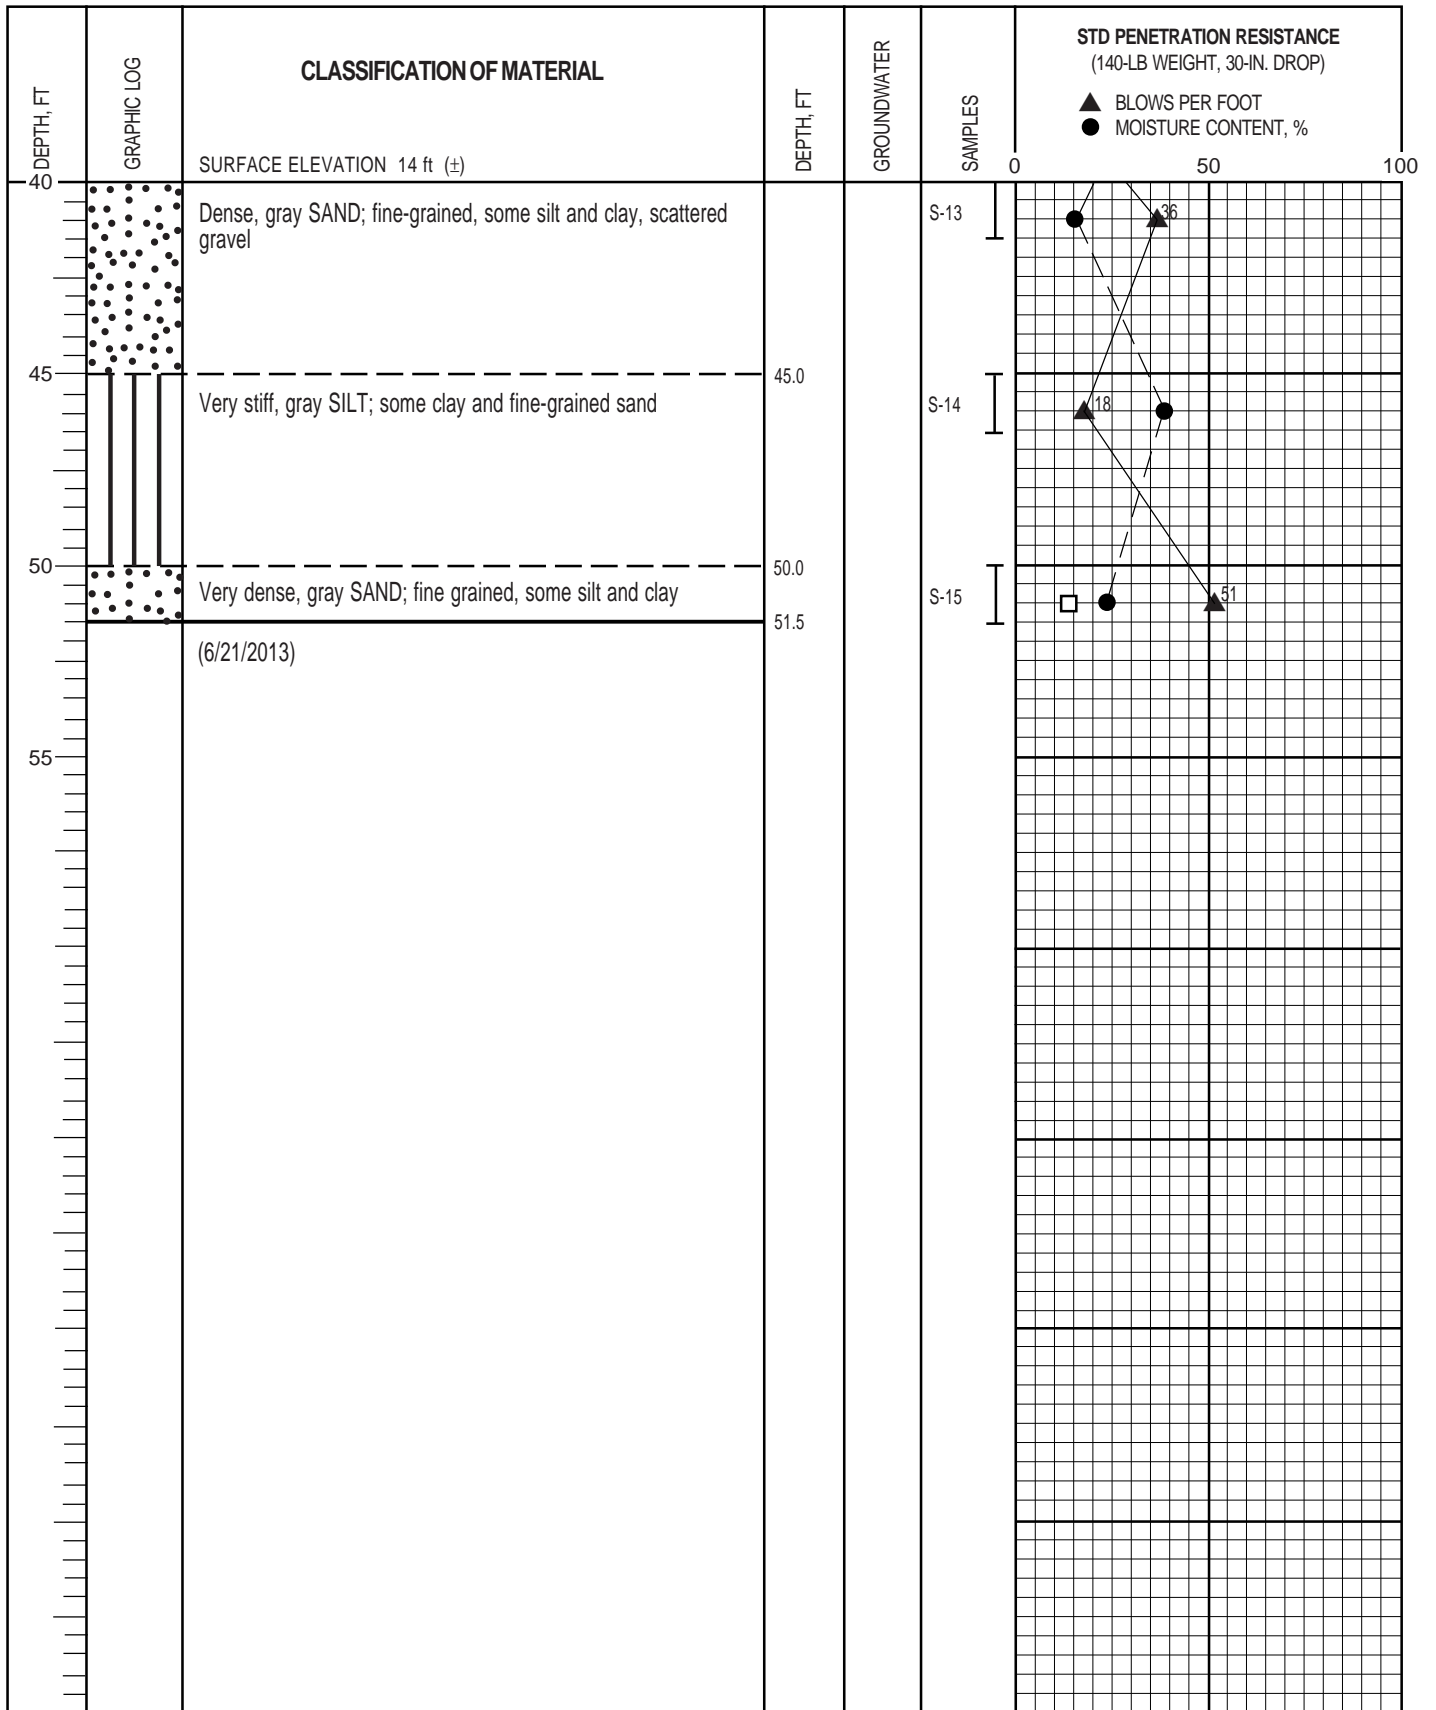 DEPTH, FT
GRAPHIC LOG
CLASSIFICATION OF MATERIAL
SURFACE ELEVATION 14 ft (±)
DEPTH, FT
GROUNDWATER
SAMPLES
STD PENETRATION RESISTANCE
(140-LB WEIGHT, 30-IN. DROP)
▲ BLOWS PER FOOT
● MOISTURE CONTENT, %
0 50 100
40
Dense, gray SAND; fine-grained, some silt and clay, scattered
gravel
S-13
36
45
45.0
Very stiff, gray SILT; some clay and fine-grained sand
S-14
18
50
50.0
Very dense, gray SAND; fine grained, some silt and clay
S-15
51
51.5
(6/21/2013)
55